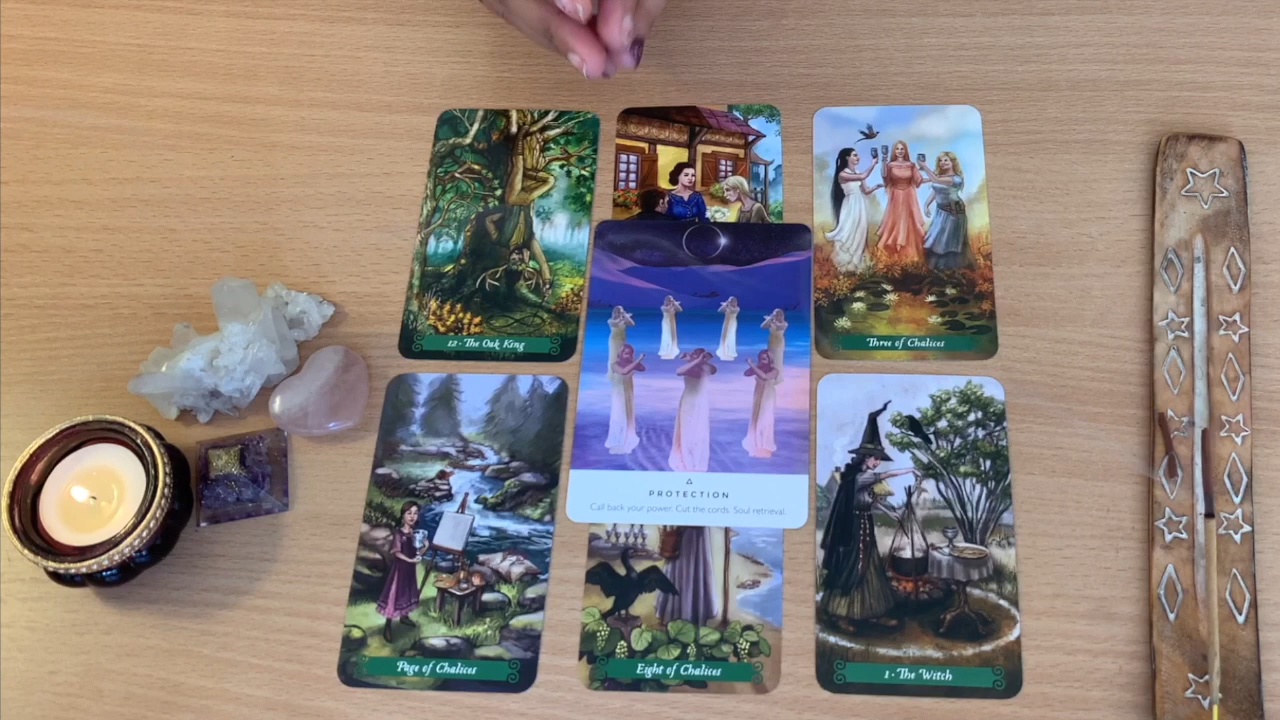 12 · The Oak King
Three of Chalices
PROTECTION
Call back your power. Cut the cords. Soul retrieval.
Page of Chalices
Eight of Chalices
1 · The Witch